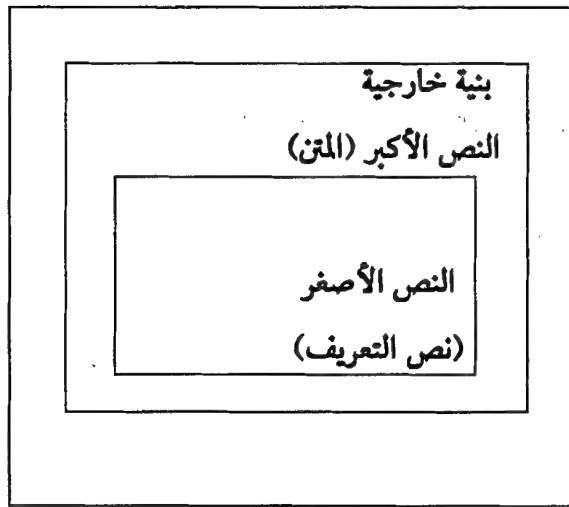 بنية خارجية
النص الأكبر (المتن)
النص الأصغر
(نص التعريف)